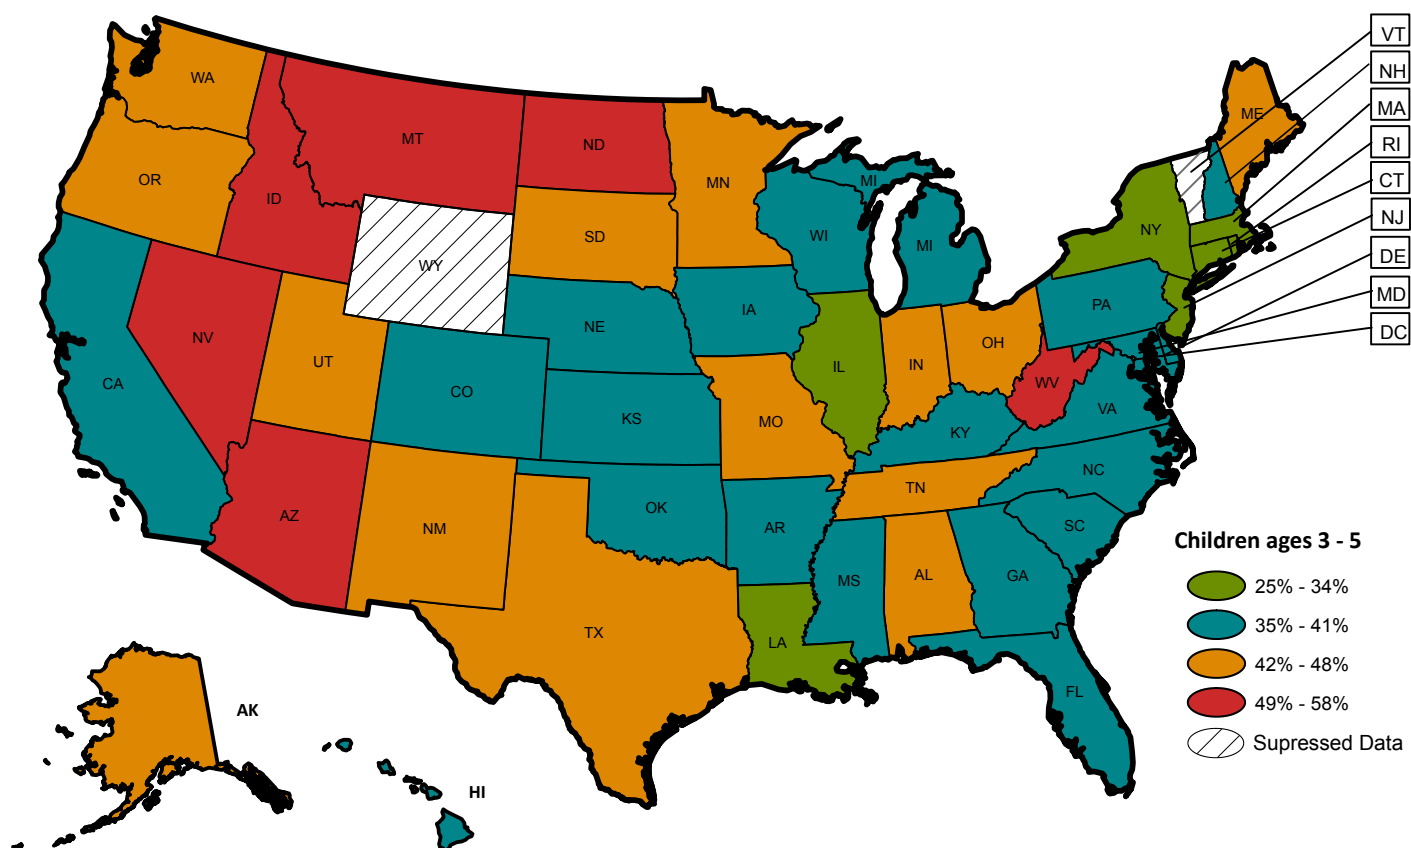 VT
NH
WA
MA
ME
MT
ND
RI
OR
MN
MI
CT
ID
NJ
NY
SD
WI
MI
DE
WY
MD
PA
IA
NE
DC
NV
UT
OH
IL
IN
CA
CO
WV
KS
MO
VA
KY
NC
TN
OK
AZ
NM
AR
SC
Children ages 3 - 5
MS
AL
GA
25% - 34%
35% - 41%
TX
LA
42% - 48%
FL
49% - 58%
AK
Supressed Data
HI